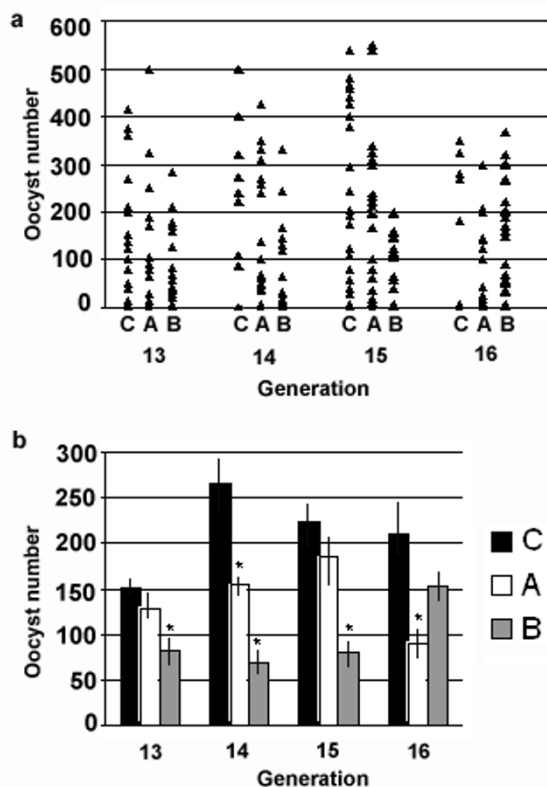 a
600
500
400
300
200
100
0
Oocyst number
C A B C A B C A B C A B
13 14 15 16
Generation
b
300
250
200
150
100
50
0
Oocyst number
* * * * *
13 14 15 16
Generation
C
A
B